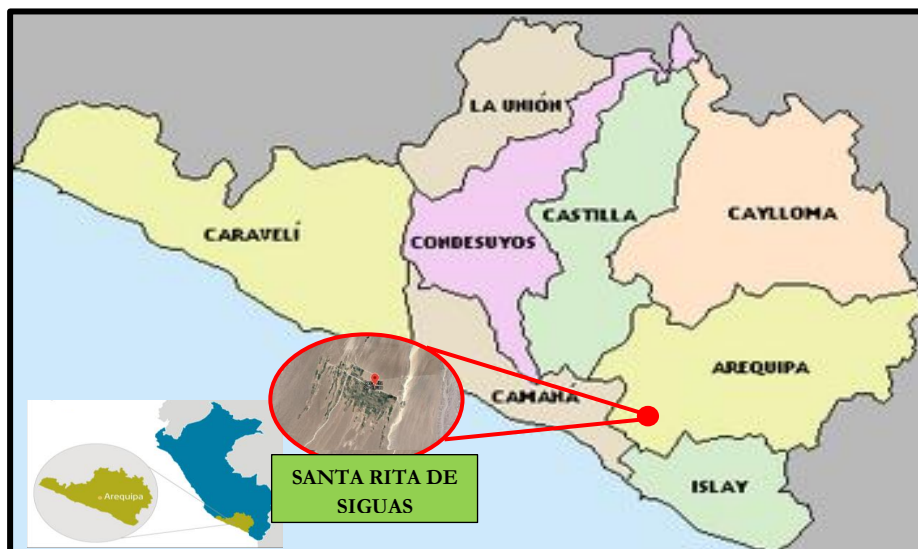 LA UNIÓN
CARAVELÍ
CONDESUYOS
CASTILLA
CAYLLOMA
AREQUIPA
CAMANÁ
Arequipa
SANTA RITA DE
SIGUAS
ISLAY